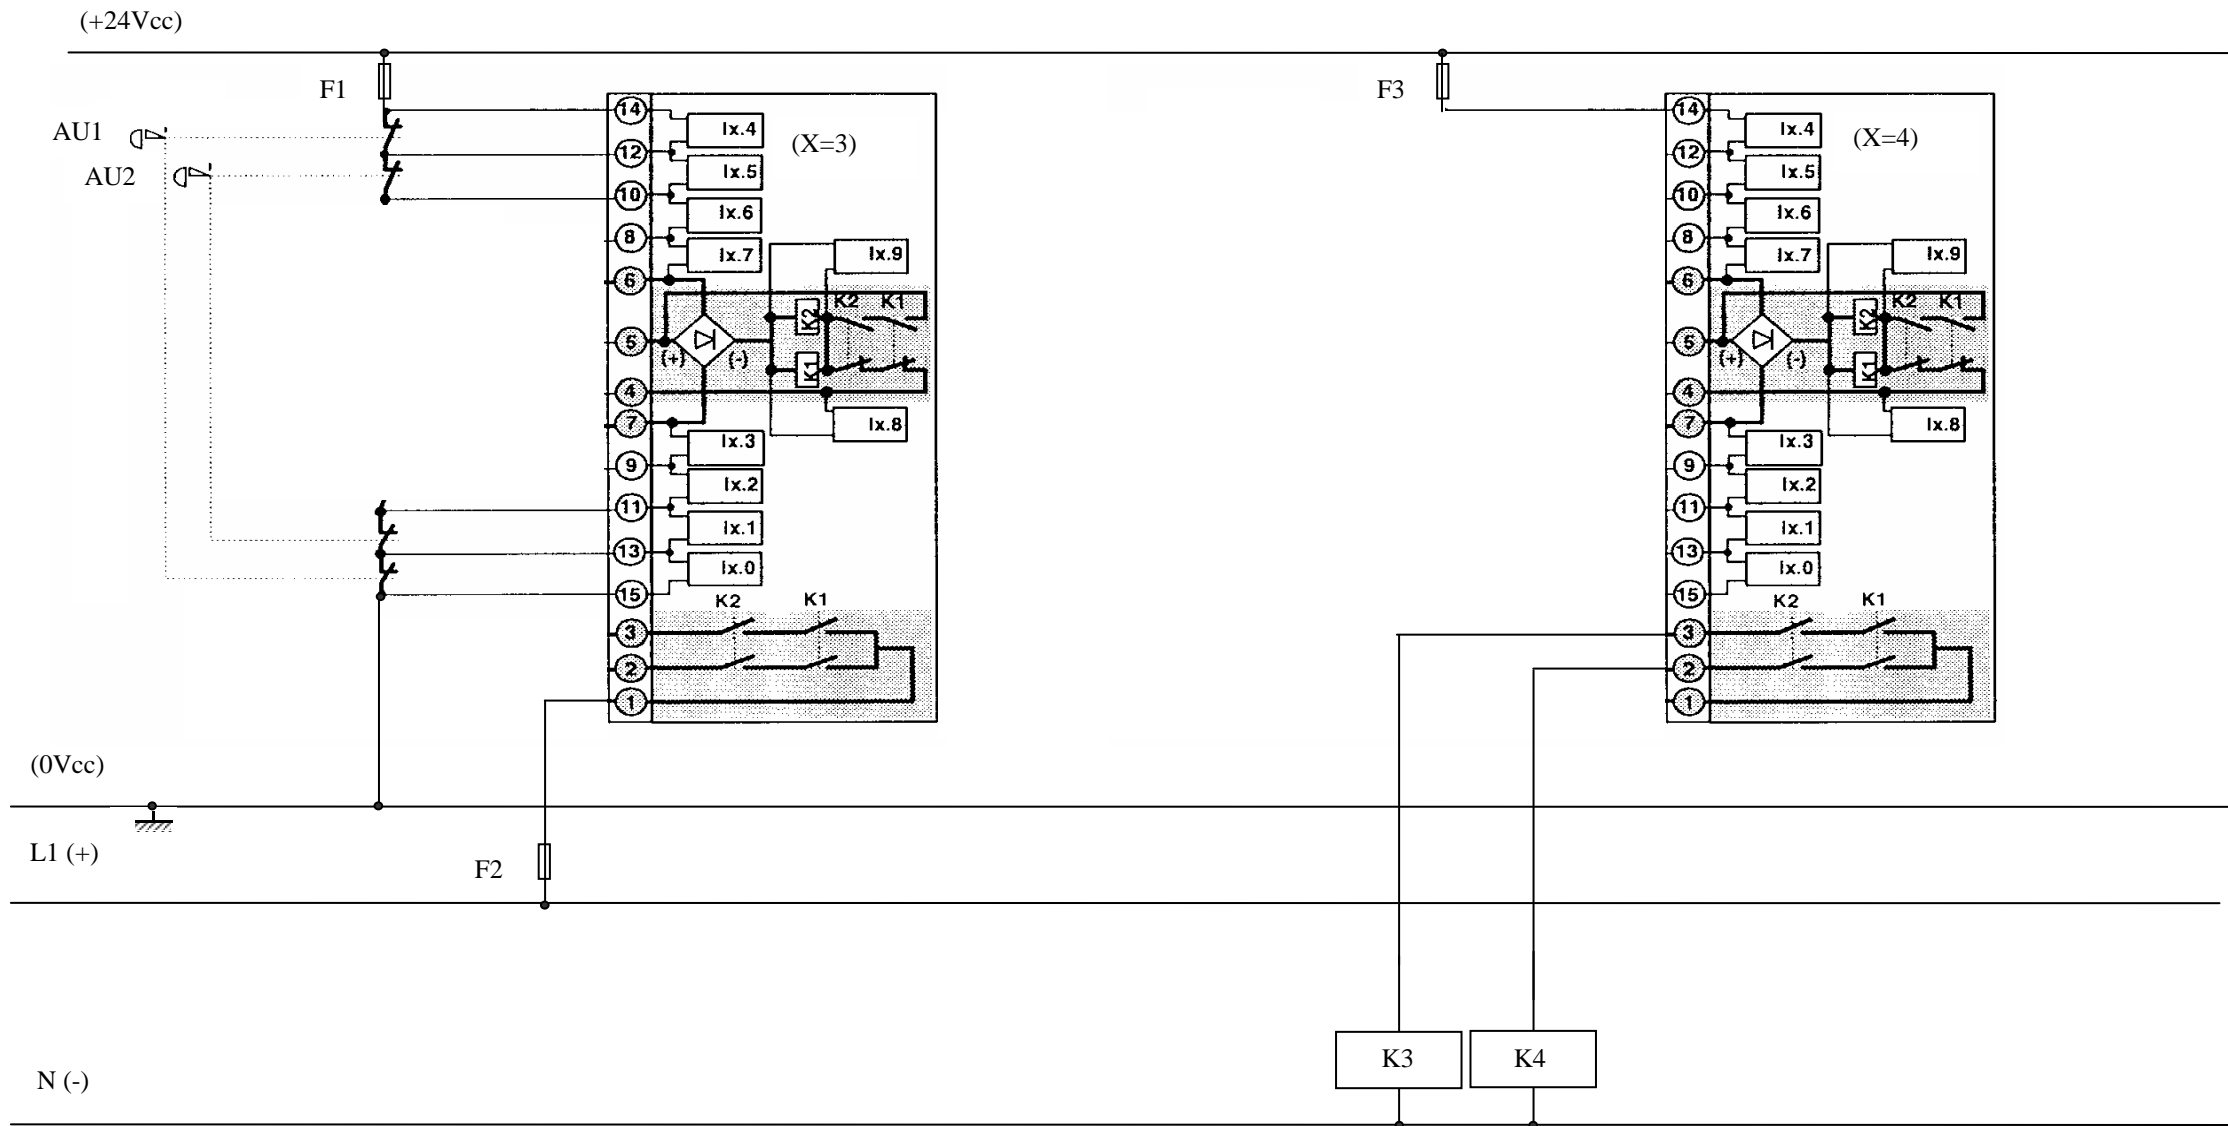 (+24Vcc)
F1
F3
AU1
AU2
14
Ix.4
(X=3)
12
Ix.5
10
Ix.6
8
Ix.7
Ix.9
6
K2 K1
K2
5
(+) (-)
K1
4
7
Ix.8
Ix.3
9
Ix.2
11
Ix.1
13
Ix.0
15
K2 K1
3
2
1
14
Ix.4
(X=4)
12
Ix.5
10
Ix.6
8
Ix.7
Ix.9
6
K2 K1
K2
5
(+) (-)
K1
4
7
Ix.8
Ix.3
9
Ix.2
11
Ix.1
13
Ix.0
15
K2 K1
3
2
1
(0Vcc)
L1 (+)
F2
K3 K4
N (-)